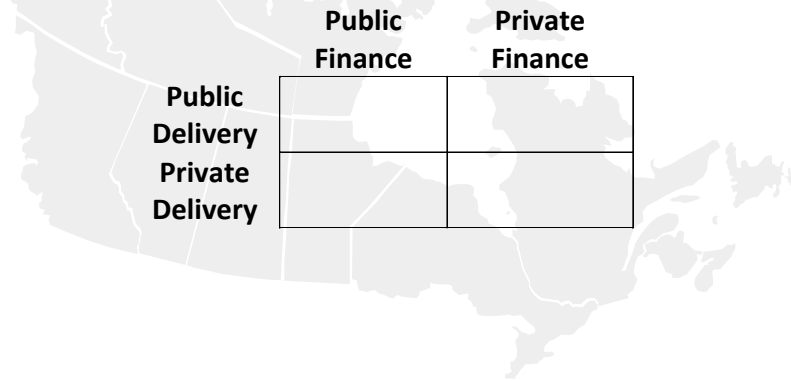 Public Private
Finance Finance
Public
Delivery
Private
Delivery